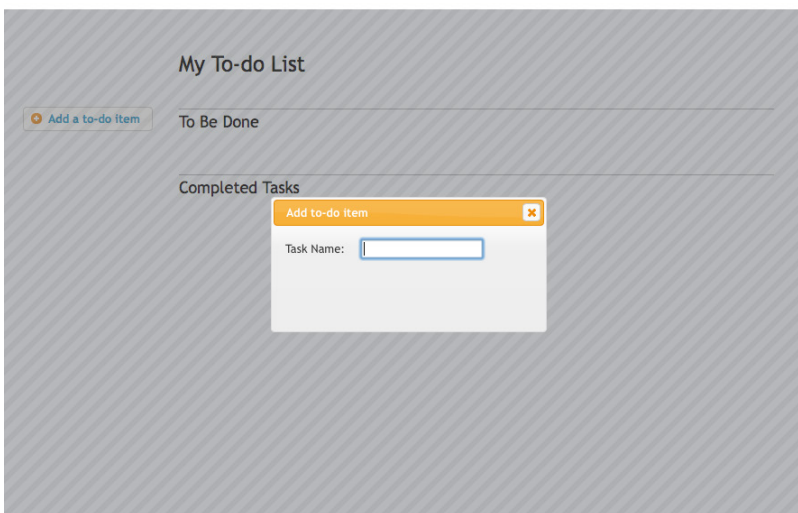 My To-do List
Add a to-do item
To Be Done
Completed Tasks
Add to-do item
Task Name: